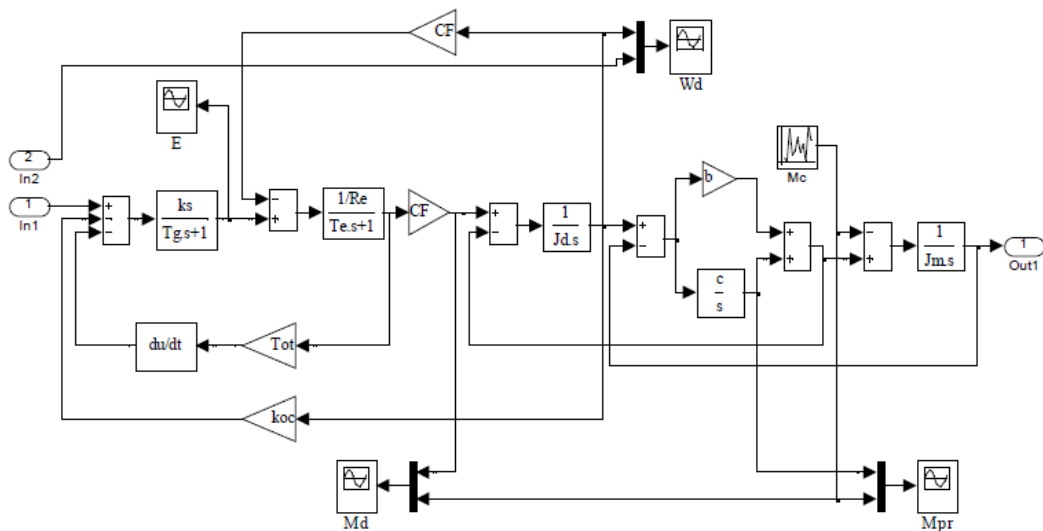 CF
Wd
E
2
In2
1
In1
+
−
−
ks
Tg.s+1
−
+
1/Re
Te.s+1
CF
+
−
1
Jd.s
+
−
b
c
s
+
+
Mc
−
+
1
Jm.s
1
Out1
du/dt
Tot
koc
Md
Mpr